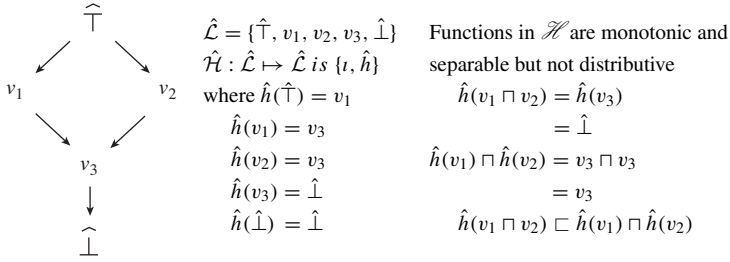 ⊤̂
v₁ v₂
v₃
⊥̂
ℒ̂ = {⊤̂, v₁, v₂, v₃, ⊥̂}
ℋ̂ : ℒ̂ ↦ ℒ̂ is {ι, ĥ}
where ĥ(⊤̂) = v₁
ĥ(v₁) = v₃
ĥ(v₂) = v₃
ĥ(v₃) = ⊥̂
ĥ(⊥̂) = ⊥̂
Functions in ℋ are monotonic and
separable but not distributive
ĥ(v₁ ⊓ v₂) = ĥ(v₃)
= ⊥̂
ĥ(v₁) ⊓ ĥ(v₂) = v₃ ⊓ v₃
= v₃
ĥ(v₁ ⊓ v₂) ⊏ ĥ(v₁) ⊓ ĥ(v₂)